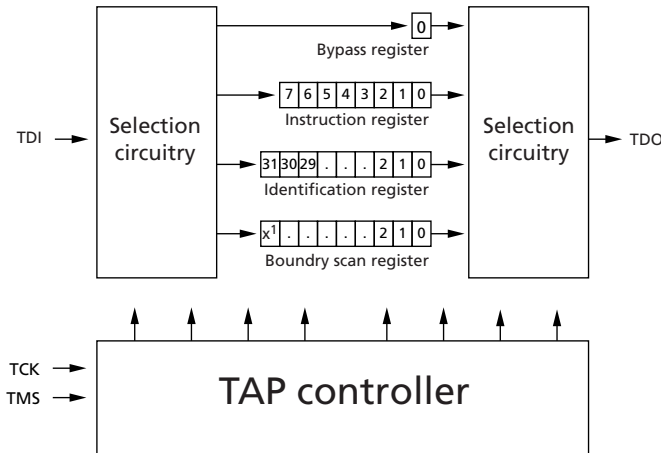 0
Bypass register
7 6 5 4 3 2 1 0
Instruction register
TDI
Selection
circuitry
Selection
circuitry
TDO
31 30 29 . . . 2 1 0
Identification register
x¹ . . . . . 2 1 0
Boundry scan register
TCK
TMS
TAP controller